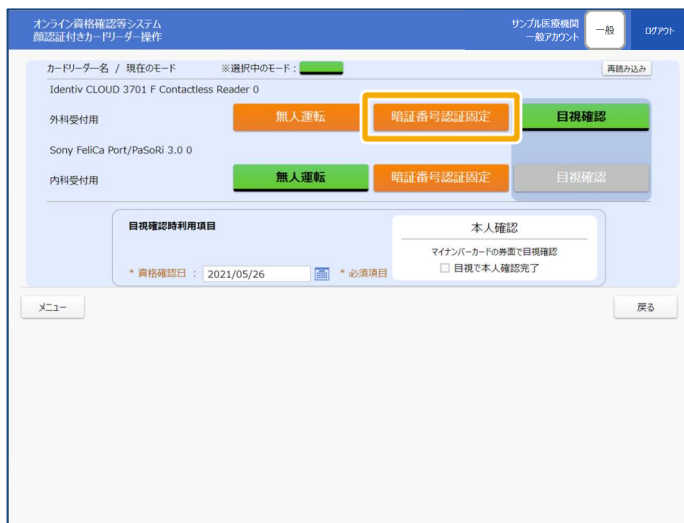 オンライン資格確認等システム
顔認証付きカードリーダー操作
サンプル医療機関
一般アカウント
一般
ログアウト
カードリーダー名 / 現在のモード ※選択中のモード：
再読み込み
Identiv CLOUD 3701 F Contactless Reader 0
外科受付用 無人運転 暗証番号認証固定 目視確認
Sony FeliCa Port/PaSoRi 3.0 0
内科受付用 無人運転 暗証番号認証固定 目視確認
目視確認時利用項目
* 資格確認日 ： 2021/05/26 * 必須項目
本人確認
マイナンバーカードの券面で目視確認
目視で本人確認完了
メニュー 戻る